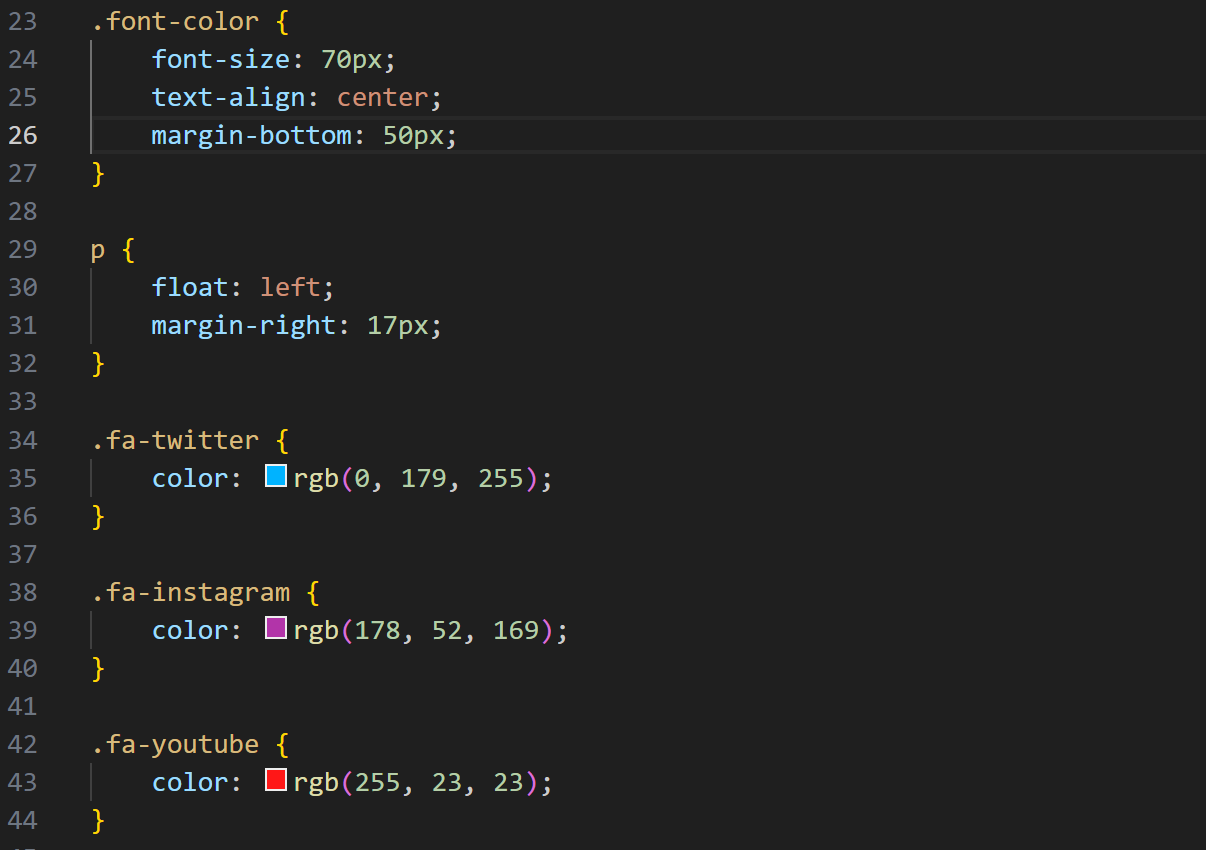 23 .font-color {
24 font-size: 70px;
25 text-align: center;
26 margin-bottom: 50px;
27 }
28
29 p {
30 float: left;
31 margin-right: 17px;
32 }
33
34 .fa-twitter {
35 color: rgb(0, 179, 255);
36 }
37
38 .fa-instagram {
39 color: rgb(178, 52, 169);
40 }
41
42 .fa-youtube {
43 color: rgb(255, 23, 23);
44 }